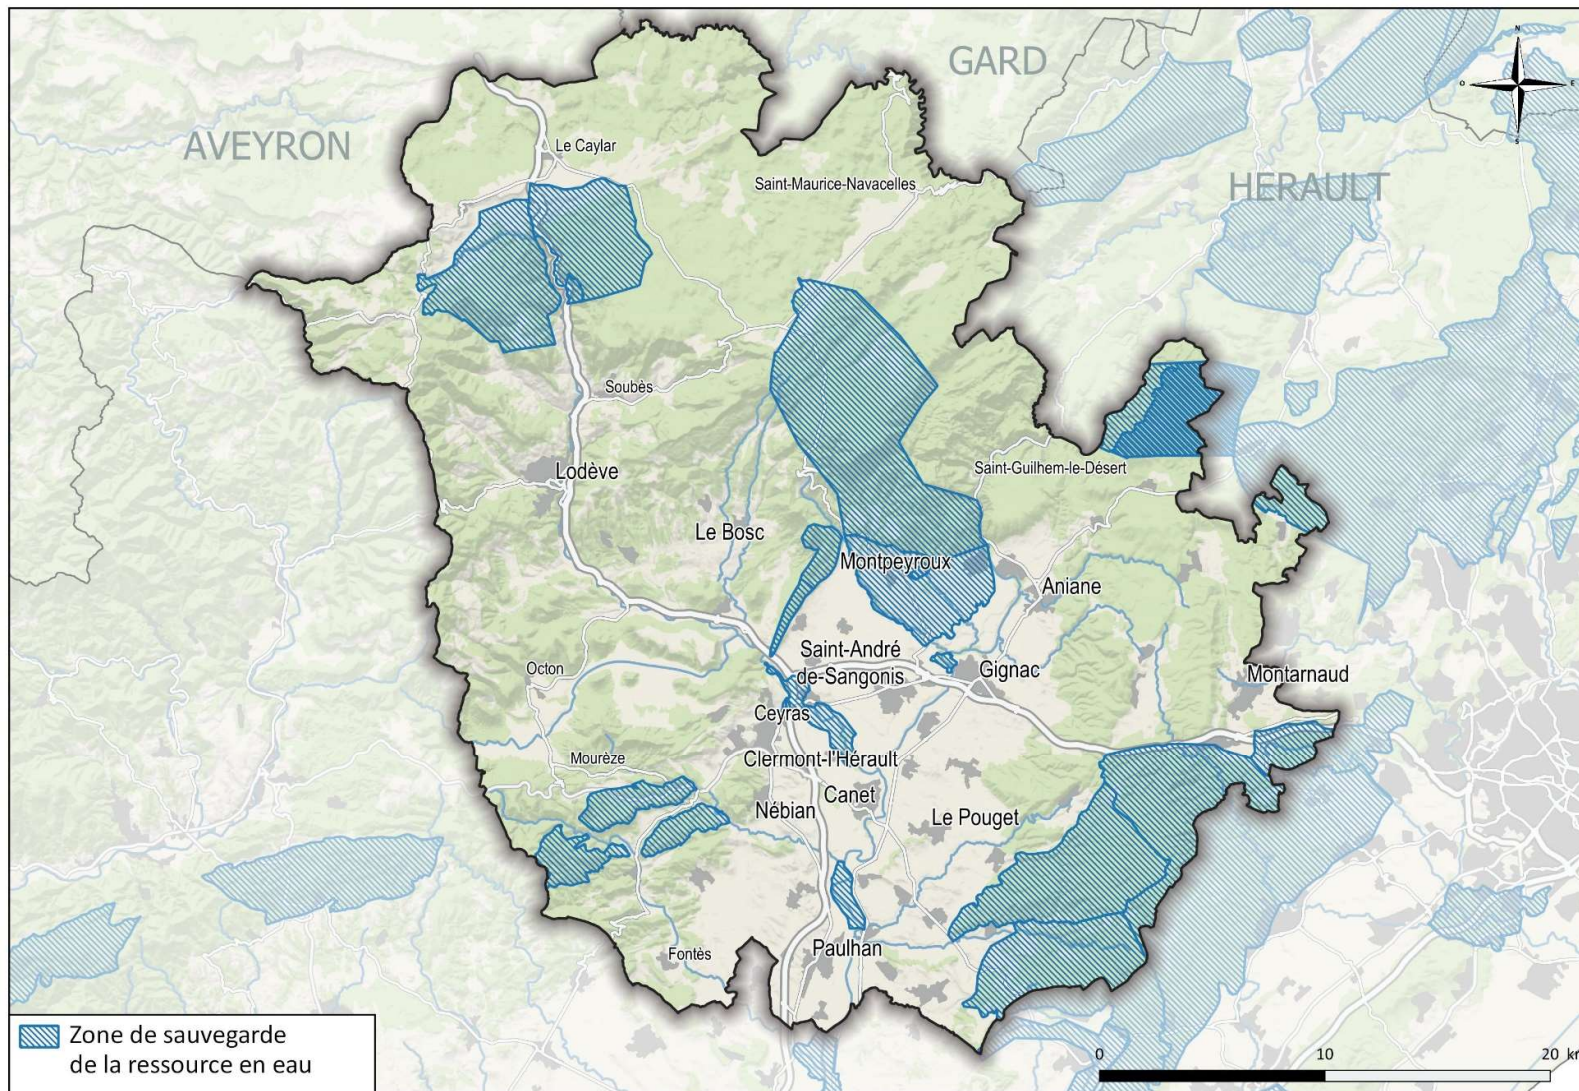 GARD
N
O
E
S
AVEYRON
Le Caylar
Saint-Maurice-Navacelles
HERAULT
Soubès
Lodève
Saint-Guilhem-le-Désert
Le Bosc
Montpeyroux
Aniane
Saint-André
de-Sangonis
Octon
Gignac
Montarnaud
Ceyras
Mourèze
Clermont-l'Hérault
Canet
Nébian
Le Pouget
Paulhan
Fontès
Zone de sauvegarde
de la ressource en eau
0
10
20 km